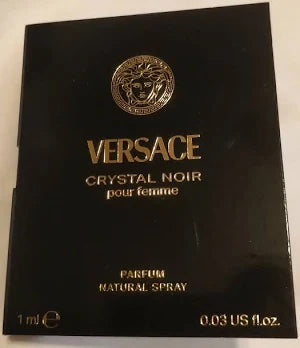 VERSACE
CRYSTAL NOIR
pour femme
PARFUM
NATURAL SPRAY
1 ml ℮ 0.03 US fl.oz.